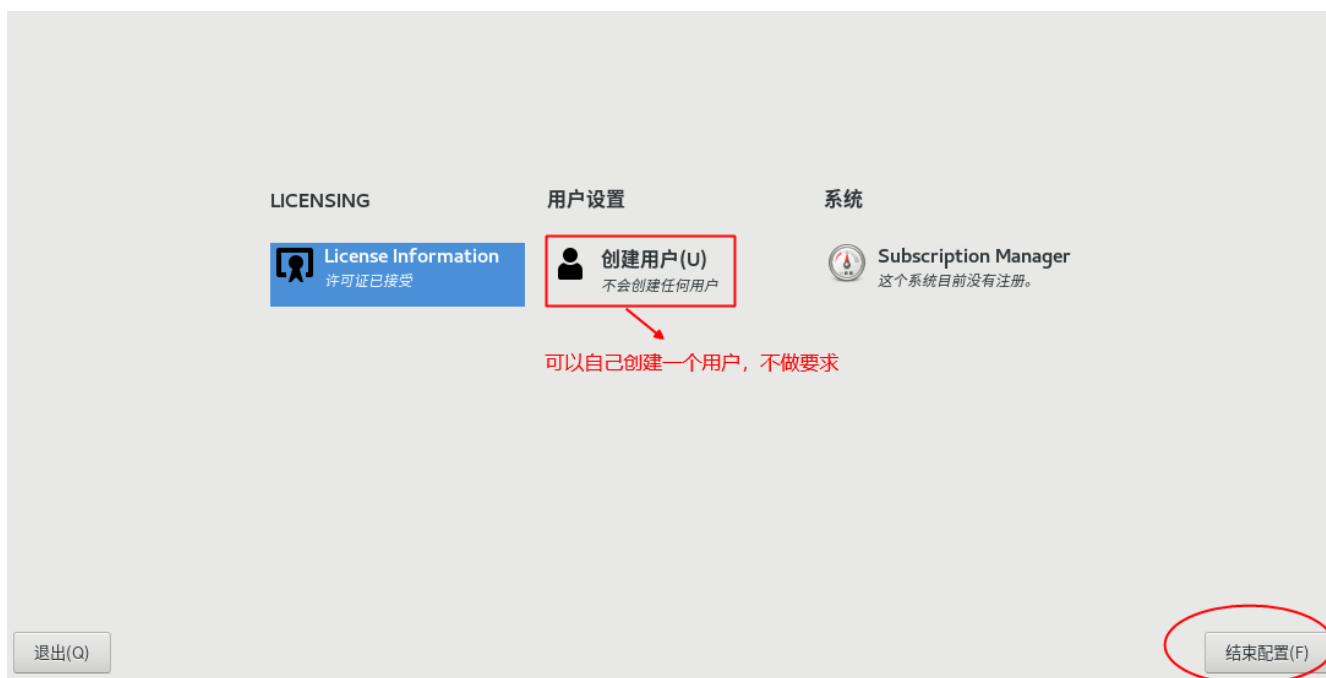 LICENSING
License Information
许可证已接受
用户设置
创建用户(U)
不会创建任何用户
可以自己创建一个用户，不做要求
系统
Subscription Manager
这个系统目前没有注册。
退出(Q)
结束配置(F)